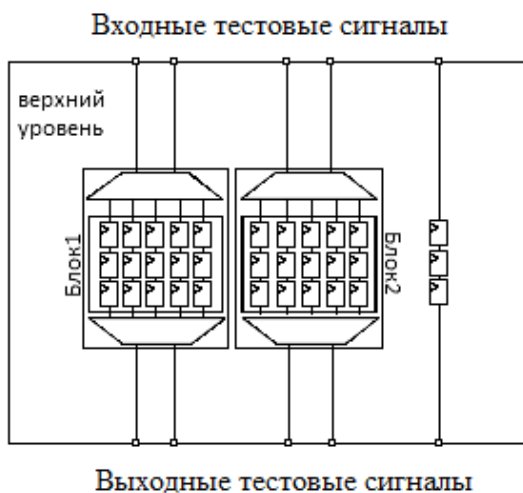 Входные тестовые сигналы
верхний
уровень
Блок1
Блок2
Выходные тестовые сигналы